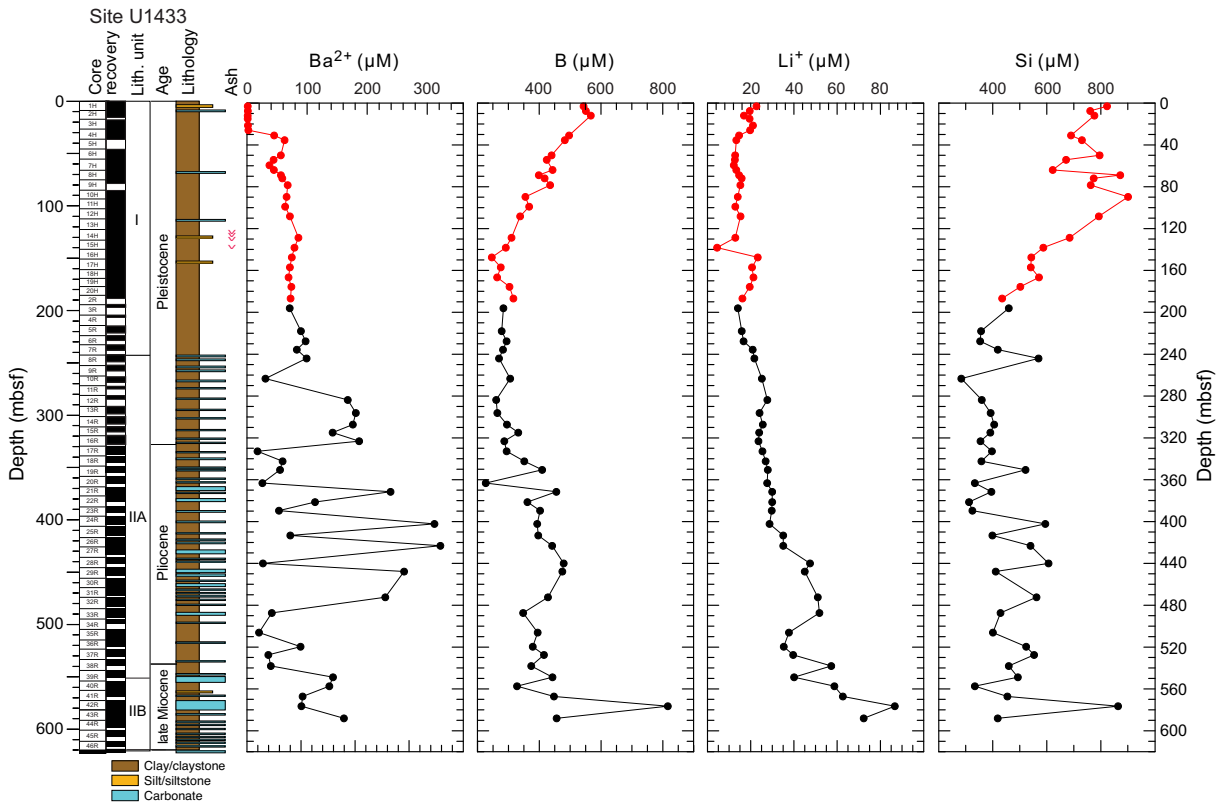 Site U1433
Core
recovery
Lith. unit
Age
Lithology
Ash
Ba2+ (μM)
B (μM)
Li+ (μM)
Si (μM)
0 100 200 300
200 400 600 800
20 40 60 80
400 600 800
Depth (mbsf)
0
100
200
300
400
500
600
1H
2H
3H
4H
5H
6H
7H
8H
9H
10H
11H
12H
13H
14H
15H
16H
17H
18H
19H
20H
2R
3R
4R
5R
6R
7R
8R
9R
10R
11R
12R
13R
14R
15R
16R
17R
18R
19R
20R
21R
22R
23R
24R
25R
26R
27R
28R
29R
30R
31R
32R
33R
34R
35R
36R
37R
38R
39R
40R
41R
42R
43R
44R
45R
46R
I
IIA
IIB
Pleistocene
Pliocene
late Miocene
0
40
80
120
160
200
240
280
320
360
400
440
480
520
560
600
Depth (mbsf)
Clay/claystone
Silt/siltstone
Carbonate